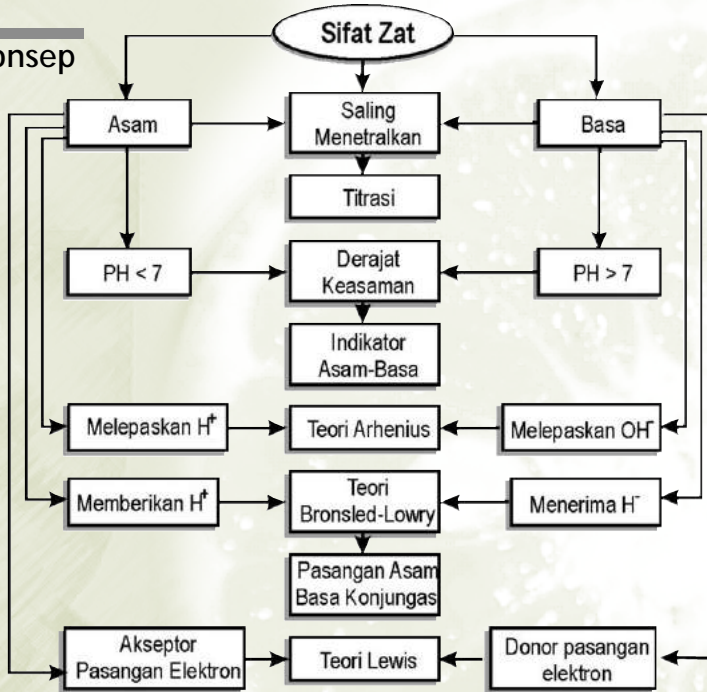 onsep
Sifat Zat
Asam
Saling
Menetralkan
Basa
Titrasi
PH < 7
Derajat
Keasaman
PH > 7
Indikator
Asam-Basa
Melepaskan H⁺
Teori Arhenius
Melepaskan OH⁻
Memberikan H⁺
Teori
Bronsled-Lowry
Menerima H⁻
Pasangan Asam
Basa Konjungas
Akseptor
Pasangan Elektron
Teori Lewis
Donor pasangan
elektron